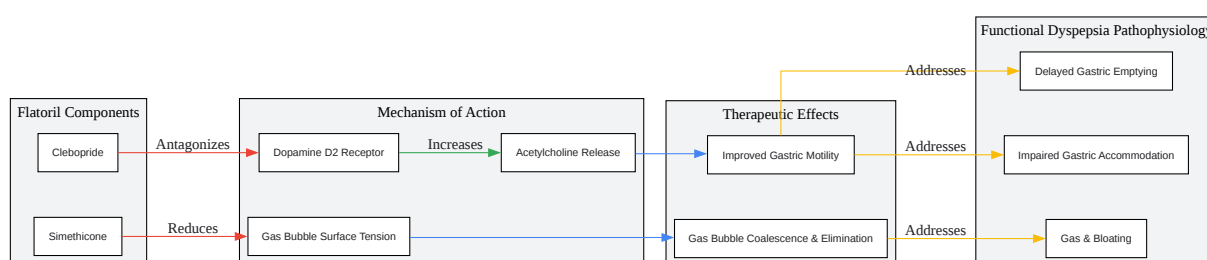 Functional Dyspepsia Pathophysiology
Addresses
Delayed Gastric Emptying
Flatoril Components
Mechanism of Action
Therapeutic Effects
Clebopride
Antagonizes
Dopamine D2 Receptor
Increases
Acetylcholine Release
Improved Gastric Motility
Addresses
Impaired Gastric Accommodation
Simethicone
Reduces
Gas Bubble Surface Tension
Gas Bubble Coalescence & Elimination
Addresses
Gas & Bloating